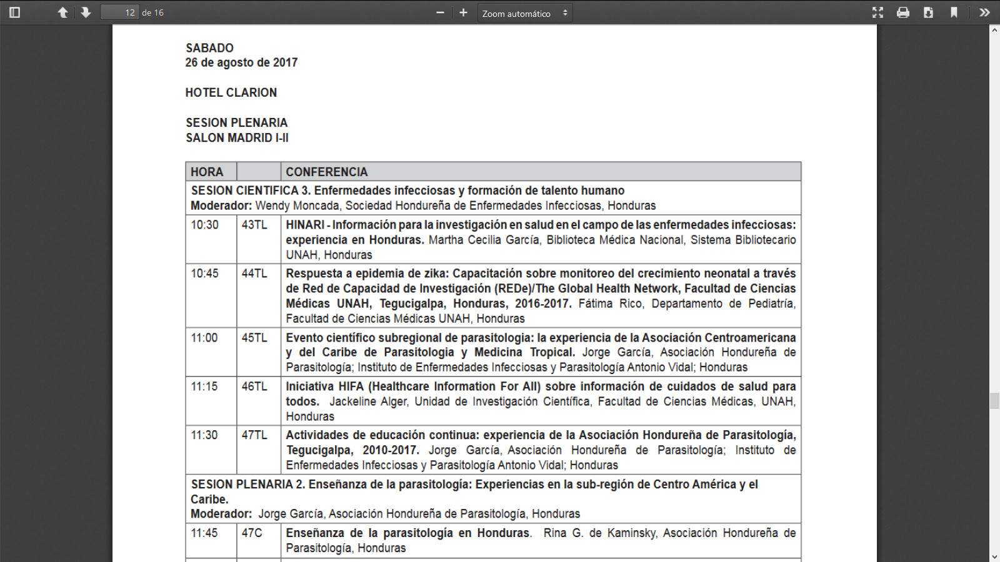 12 de 16
Zoom automático
SABADO
26 de agosto de 2017
HOTEL CLARION
SESION PLENARIA
SALON MADRID I-II
HORA CONFERENCIA
SESION CIENTIFICA 3. Enfermedades infecciosas y formación de talento humano
Moderador: Wendy Moncada, Sociedad Hondureña de Enfermedades Infecciosas, Honduras
10:30 43TL HINARI - Información para la investigación en salud en el campo de las enfermedades infecciosas:
experiencia en Honduras. Martha Cecilia García, Biblioteca Médica Nacional, Sistema Bibliotecario
UNAH, Honduras
10:45 44TL Respuesta a epidemia de zika: Capacitación sobre monitoreo del crecimiento neonatal a través
de Red de Capacidad de Investigación (REDe)/The Global Health Network, Facultad de Ciencias
Médicas UNAH, Tegucigalpa, Honduras, 2016-2017. Fátima Rico, Departamento de Pediatría,
Facultad de Ciencias Médicas UNAH, Honduras
11:00 45TL Evento científico subregional de parasitologia: la experiencia de la Asociación Centroamericana
y del Caribe de Parasitologia y Medicina Tropical. Jorge García, Asociación Hondureña de
Parasitología; Instituto de Enfermedades Infecciosas y Parasitología Antonio Vidal; Honduras
11:15 46TL Iniciativa HIFA (Healthcare Information For All) sobre información de cuidados de salud para
todos. Jackeline Alger, Unidad de Investigación Científica, Facultad de Ciencias Médicas, UNAH,
Honduras
11:30 47TL Actividades de educación continua: experiencia de la Asociación Hondureña de Parasitología,
Tegucigalpa, 2010-2017. Jorge García, Asociación Hondureña de Parasitología; Instituto de
Enfermedades Infecciosas y Parasitología Antonio Vidal; Honduras
SESION PLENARIA 2. Enseñanza de la parasitología: Experiencias en la sub-región de Centro América y el
Caribe.
Moderador: Jorge García, Asociación Hondureña de Parasitología, Honduras
11:45 47C Enseñanza de la parasitología en Honduras. Rina G. de Kaminsky, Asociación Hondureña de
Parasitología, Honduras